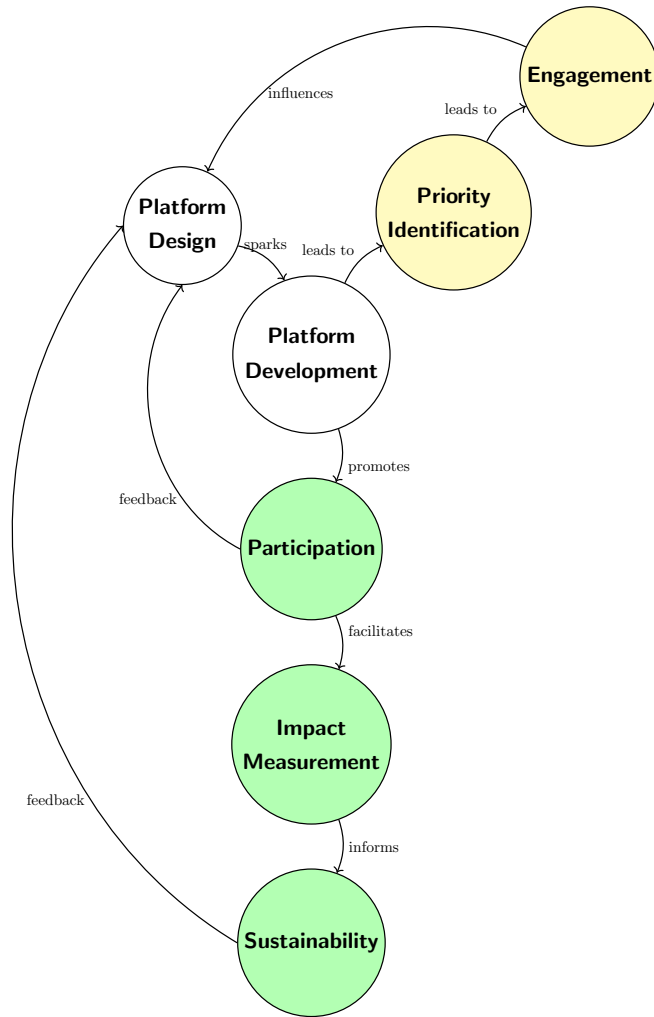 Engagement
influences
leads to
Priority
Identification
Platform
Design
sparks
leads to
Platform
Development
promotes
feedback
Participation
facilitates
Impact
Measurement
feedback
informs
Sustainability